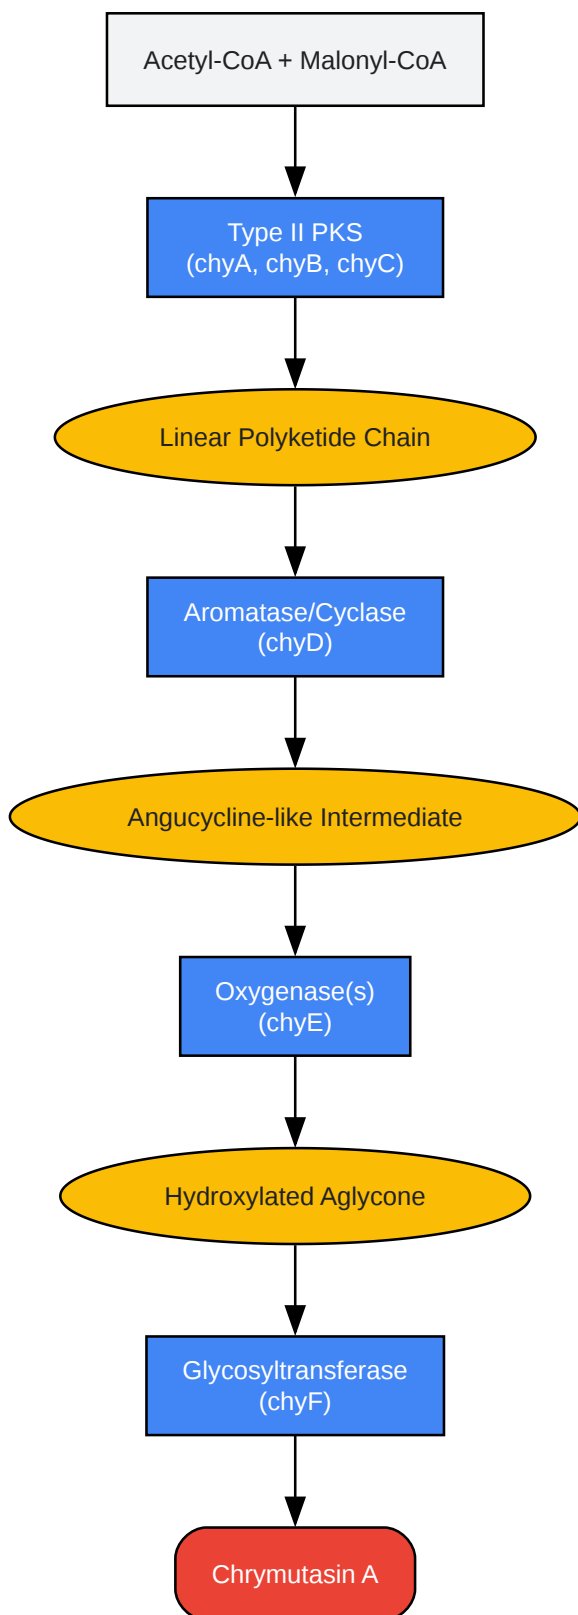 Acetyl-CoA + Malonyl-CoA
Type II PKS
(chyA, chyB, chyC)
Linear Polyketide Chain
Aromatase/Cyclase
(chyD)
Angucycline-like Intermediate
Oxygenase(s)
(chyE)
Hydroxylated Aglycone
Glycosyltransferase
(chyF)
Chrymutasin A